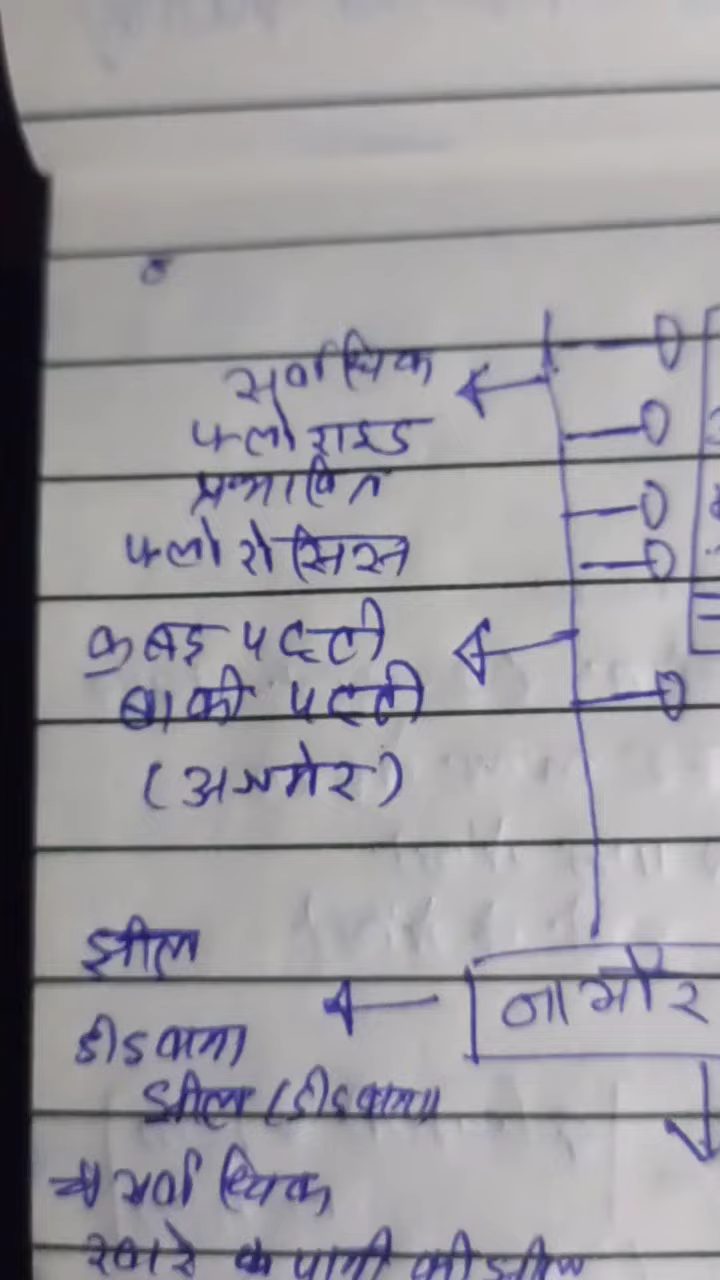 सर्वाधिक
फ्लोराइड
प्रभावित
फ्लोरोसिस
कुबड पट्टी
बाकी पट्टी
(अजमेर)
झील
नागौर
डीडवाना
झील (डीडवाना)
⇒ सर्वाधिक
खारे के पानी की झील